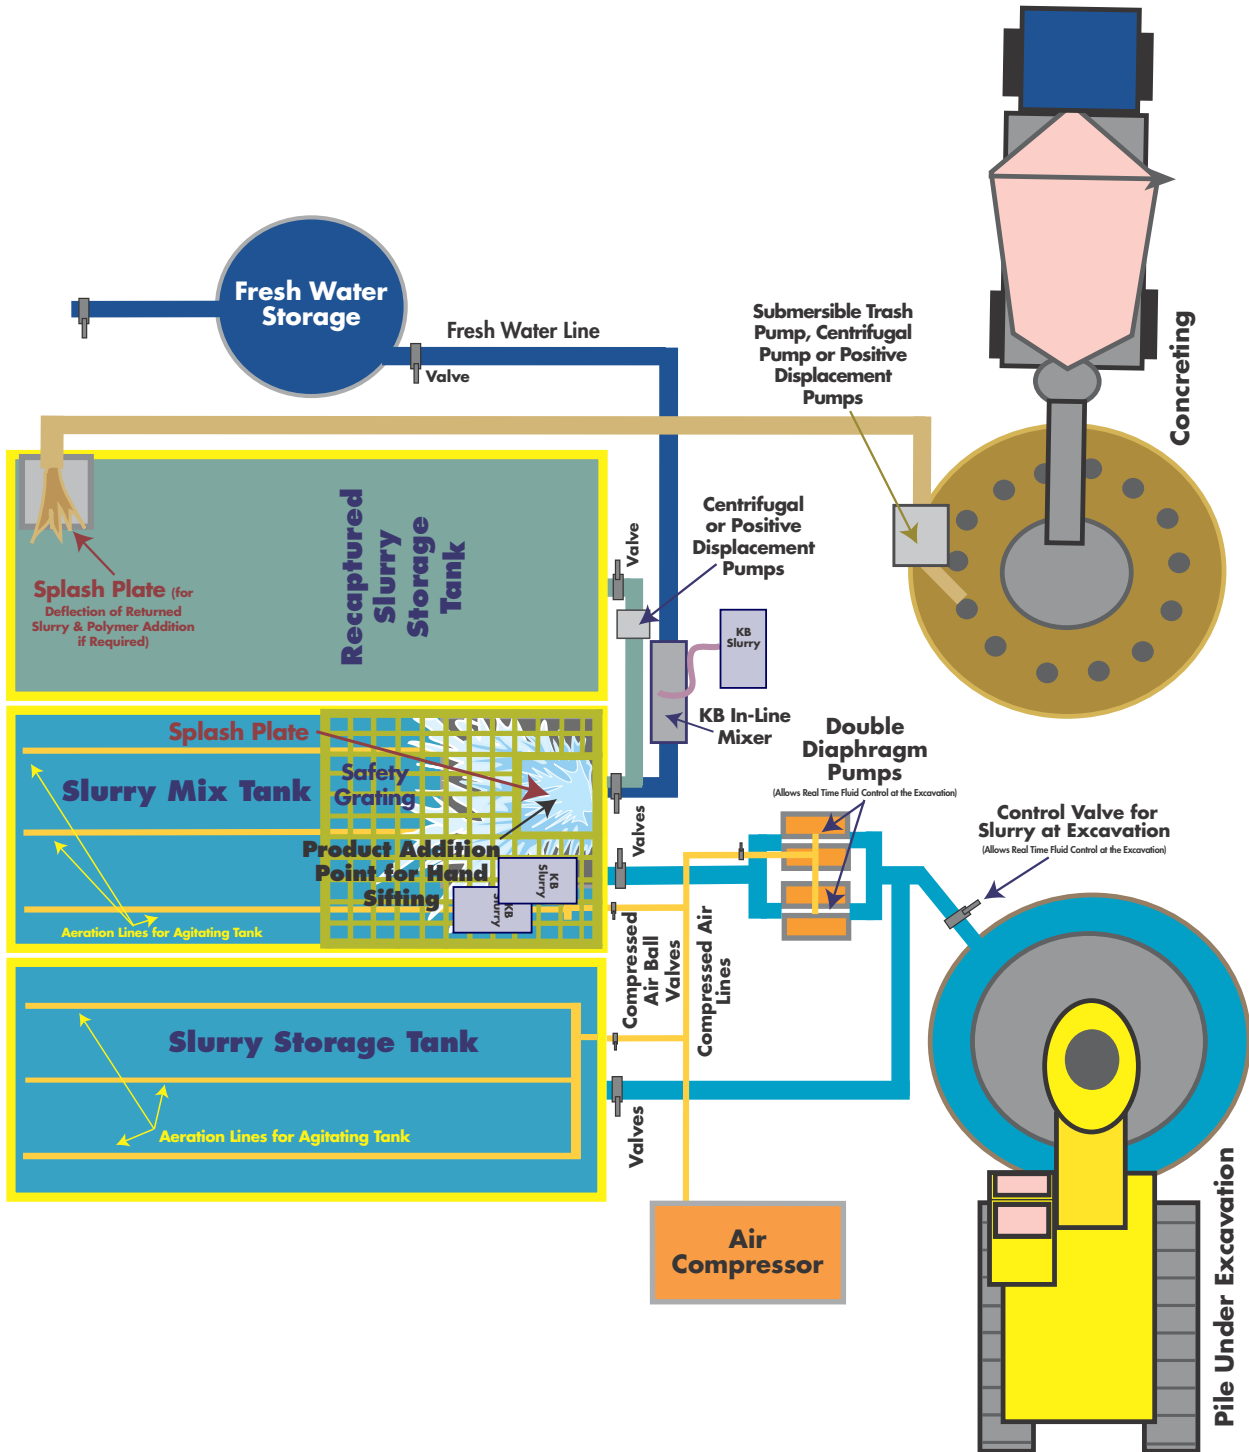 Fresh Water
Storage
Fresh Water Line
Valve
Submersible Trash
Pump, Centrifugal
Pump or Positive
Displacement
Pumps
Concreting
Recaptured
Slurry
Storage
Tank
Splash Plate (for
Deflection of Returned
Slurry & Polymer Addition
if Required)
Valve
Centrifugal
or Positive
Displacement
Pumps
KB
Slurry
KB In-Line
Mixer
Splash Plate
Safety
Grating
Slurry Mix Tank
Product Addition
Point for Hand
Sifting
KB
Slurry
KB
Slurry
Aeration Lines for Agitating Tank
Valves
Double
Diaphragm
Pumps
(Allows Real Time Fluid Control at the Excavation)
Control Valve for
Slurry at Excavation
(Allows Real Time Fluid Control at the Excavation)
Compressed
Air Ball
Valves
Compressed Air
Lines
Slurry Storage Tank
Aeration Lines for Agitating Tank
Valves
Air
Compressor
Pile Under Excavation